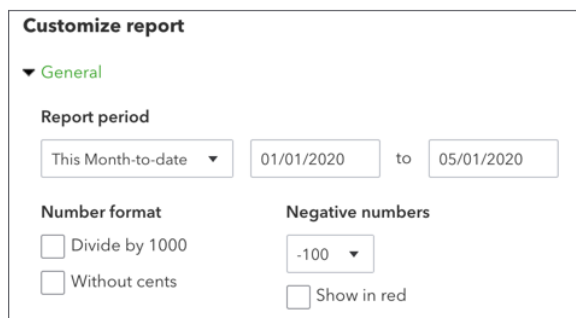 Customize report
General
Report period
This Month-to-date 01/01/2020 to 05/01/2020
Number format Negative numbers
Divide by 1000 -100
Without cents Show in red